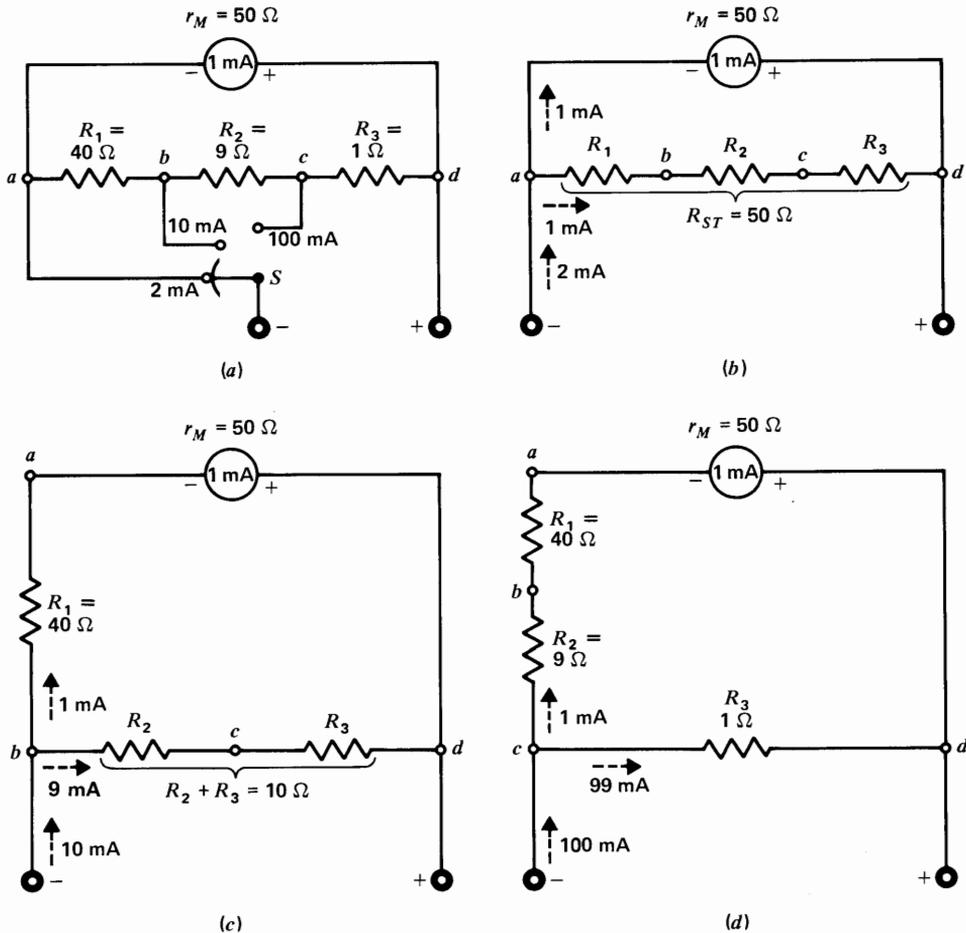 r_M = 50 Ω
1 mA
− +
R_1 = 40 Ω
R_2 = 9 Ω
R_3 = 1 Ω
a b c d
10 mA
100 mA
2 mA
S
− +
(a)
r_M = 50 Ω
1 mA
− +
1 mA
R_1 b R_2 c R_3
a d
R_ST = 50 Ω
1 mA
2 mA
− +
(b)
r_M = 50 Ω
a
1 mA
− +
R_1 = 40 Ω
1 mA
R_2 c R_3
b d
9 mA
R_2 + R_3 = 10 Ω
10 mA
− +
(c)
r_M = 50 Ω
a
1 mA
− +
R_1 = 40 Ω
b
R_2 = 9 Ω
1 mA
R_3
1 Ω
c d
99 mA
100 mA
− +
(d)